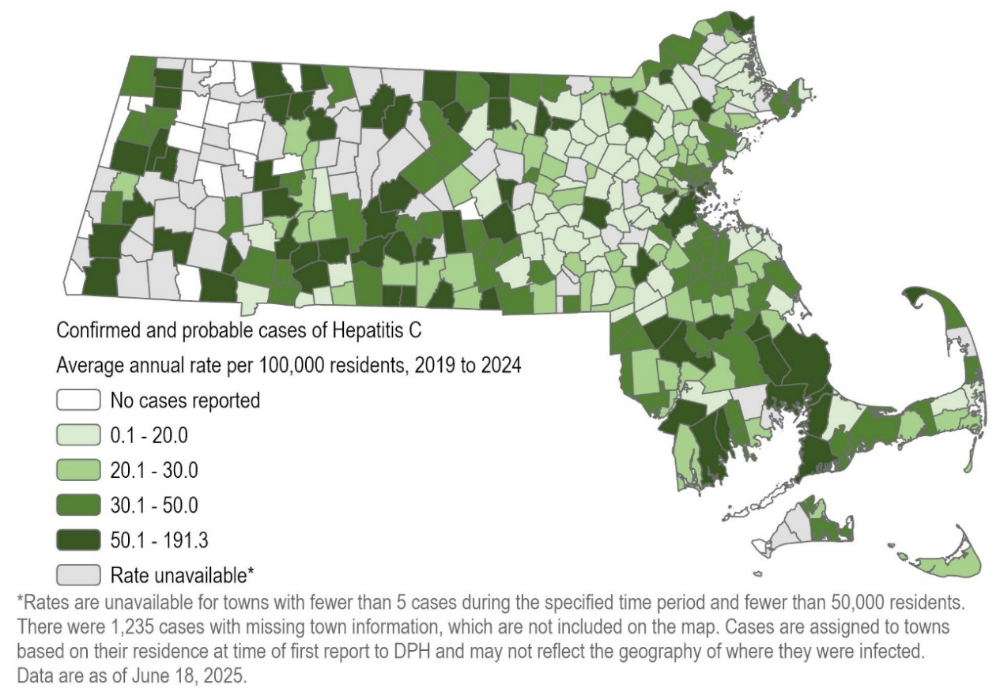 Confirmed and probable cases of Hepatitis C
Average annual rate per 100,000 residents, 2019 to 2024
No cases reported
0.1 - 20.0
20.1 - 30.0
30.1 - 50.0
50.1 - 191.3
Rate unavailable*
*Rates are unavailable for towns with fewer than 5 cases during the specified time period and fewer than 50,000 residents.
There were 1,235 cases with missing town information, which are not included on the map. Cases are assigned to towns
based on their residence at time of first report to DPH and may not reflect the geography of where they were infected.
Data are as of June 18, 2025.